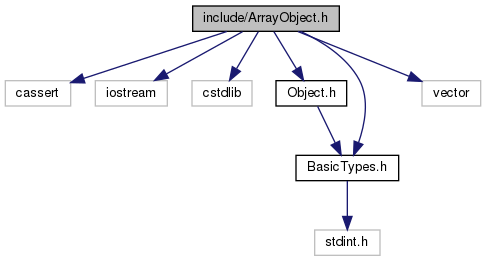 include/ArrayObject.h
cassert
iostream
cstdlib
Object.h
vector
BasicTypes.h
stdint.h